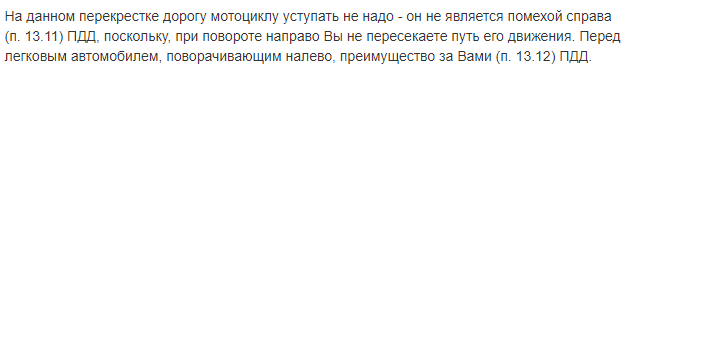 На данном перекрестке дорогу мотоциклу уступать не надо - он не является помехой справа
(п. 13.11) ПДД, поскольку, при повороте направо Вы не пересекаете путь его движения. Перед
легковым автомобилем, поворачивающим налево, преимущество за Вами (п. 13.12) ПДД.